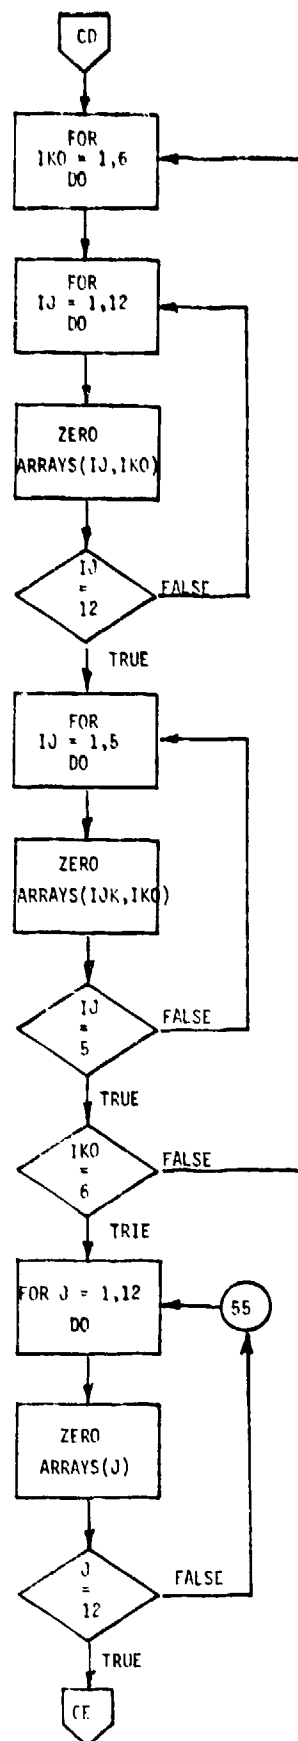 CD
FOR
IKO = 1,6
DO
FOR
IJ = 1,12
DO
ZERO
ARRAYS(IJ,IKO)
IJ
=
12
FALSE
TRUE
FOR
IJ = 1,5
DO
ZERO
ARRAYS(IJK,IKO)
IJ
=
5
FALSE
TRUE
IKO
=
6
FALSE
TRIE
FOR J = 1,12
DO
55
ZERO
ARRAYS(J)
J
=
12
FALSE
TRUE
CE